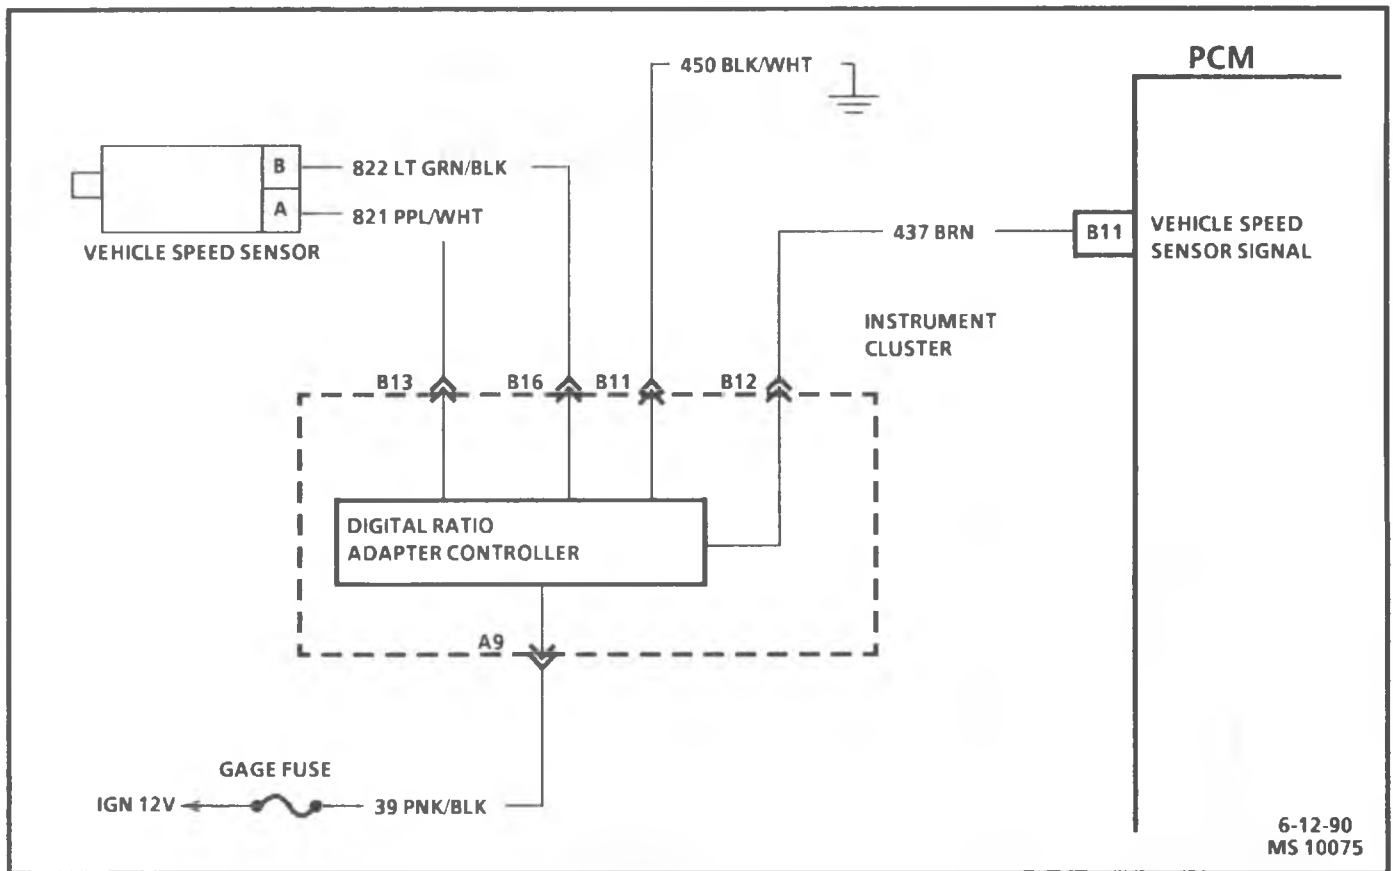 PCM
450 BLK/WHT
B
822 LT GRN/BLK
A
821 PPL/WHT
VEHICLE SPEED SENSOR
437 BRN
B11
VEHICLE SPEED
SENSOR SIGNAL
INSTRUMENT
CLUSTER
B13
B16
B11
B12
DIGITAL RATIO
ADAPTER CONTROLLER
A9
GAGE FUSE
IGN 12V
39 PNK/BLK
6-12-90
MS 10075